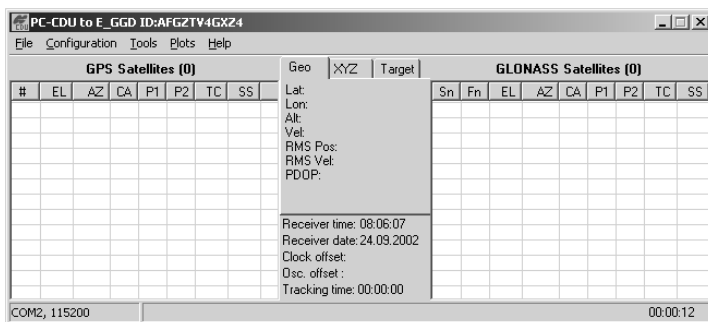 PC-CDU to E_GGD ID:AFGZTV4GXZ4
File Configuration Tools Plots Help
GPS Satellites (0)
# EL AZ CA P1 P2 TC SS
Geo XYZ Target
Lat:
Lon:
Alt:
Vel:
RMS Pos:
RMS Vel:
PDOP:
Receiver time: 08:06:07
Receiver date: 24.09.2002
Clock offset:
Osc. offset :
Tracking time: 00:00:00
GLONASS Satellites (0)
Sn Fn EL AZ CA P1 P2 TC SS
COM2, 115200
00:00:12